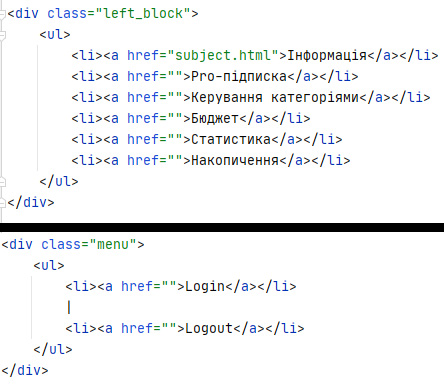 <div class="left_block">
<ul>
<li><a href="subject.html">Інформація</a></li>
<li><a href="">Pro-підписка</a></li>
<li><a href="">Керування категоріями</a></li>
<li><a href="">Бюджет</a></li>
<li><a href="">Статистика</a></li>
<li><a href="">Накопичення</a></li>
</ul>
</div>
<div class="menu">
<ul>
<li><a href="">Login</a></li>
|
<li><a href="">Logout</a></li>
</ul>
</div>